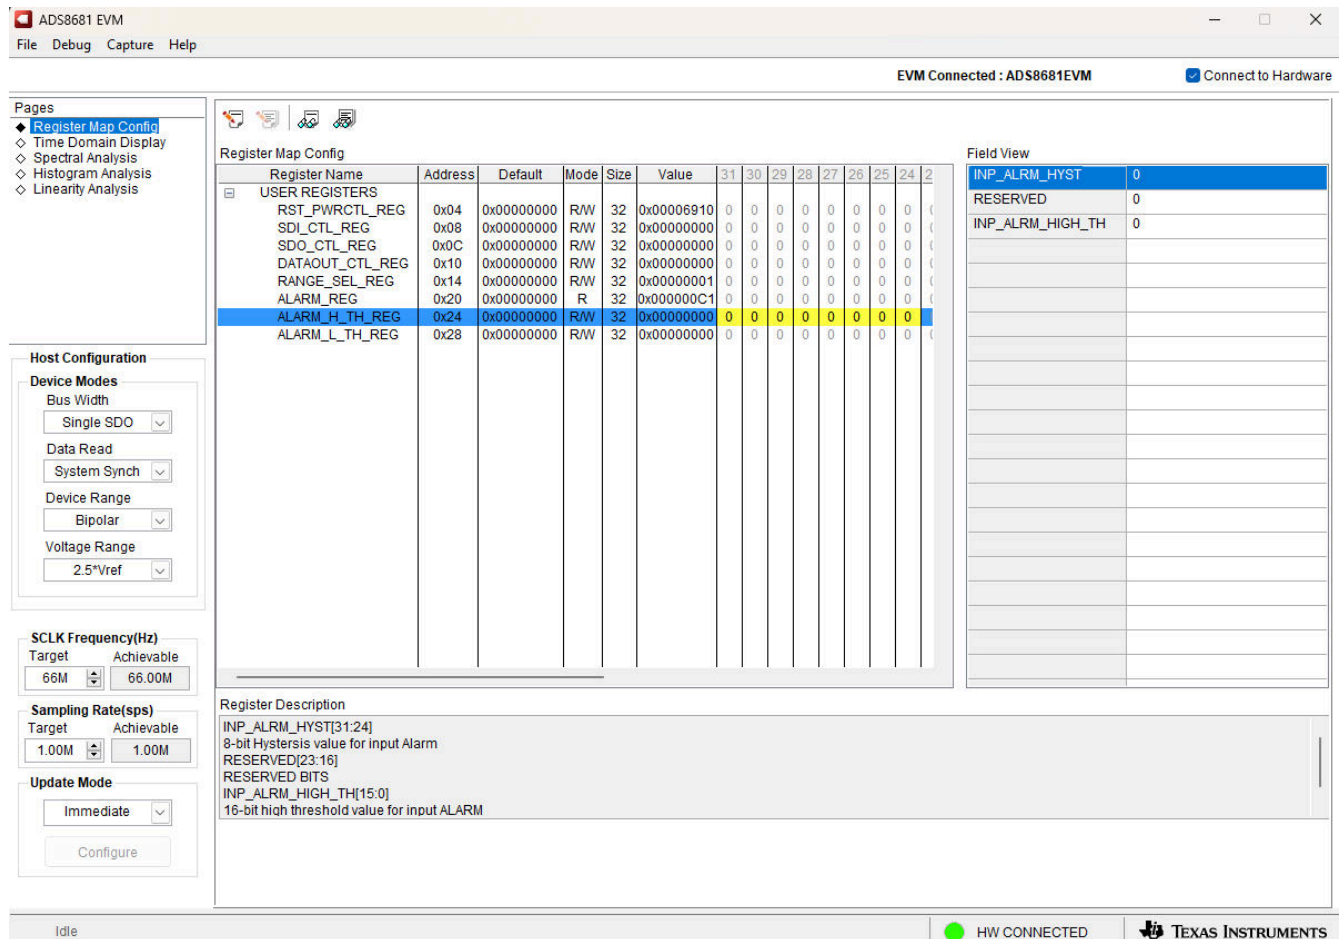 ADS8681 EVM
File Debug Capture Help
EVM Connected : ADS8681EVM
Connect to Hardware
Pages
Register Map Config
Time Domain Display
Spectral Analysis
Histogram Analysis
Linearity Analysis
Host Configuration
Device Modes
Bus Width
Single SDO
Data Read
System Synch
Device Range
Bipolar
Voltage Range
2.5*Vref
SCLK Frequency(Hz)
Target Achievable
66M 66.00M
Sampling Rate(sps)
Target Achievable
1.00M 1.00M
Update Mode
Immediate
Configure
Register Map Config
Register Name Address Default Mode Size Value 31 30 29 28 27 26 25 24 2
USER REGISTERS
RST_PWRCTL_REG 0x04 0x00000000 R/W 32 0x00006910 0 0 0 0 0 0 0 0
SDI_CTL_REG 0x08 0x00000000 R/W 32 0x00000000 0 0 0 0 0 0 0 0
SDO_CTL_REG 0x0C 0x00000000 R/W 32 0x00000000 0 0 0 0 0 0 0 0
DATAOUT_CTL_REG 0x10 0x00000000 R/W 32 0x00000000 0 0 0 0 0 0 0 0
RANGE_SEL_REG 0x14 0x00000000 R/W 32 0x00000001 0 0 0 0 0 0 0 0
ALARM_REG 0x20 0x00000000 R 32 0x000000C1 0 0 0 0 0 0 0 0
ALARM_H_TH_REG 0x24 0x00000000 R/W 32 0x00000000 0 0 0 0 0 0 0 0
ALARM_L_TH_REG 0x28 0x00000000 R/W 32 0x00000000 0 0 0 0 0 0 0 0
Field View
INP_ALRM_HYST 0
RESERVED 0
INP_ALRM_HIGH_TH 0
Register Description
INP_ALRM_HYST[31:24]
8-bit Hystersis value for input Alarm
RESERVED[23:16]
RESERVED BITS
INP_ALRM_HIGH_TH[15:0]
16-bit high threshold value for input ALARM
Idle
HW CONNECTED
TEXAS INSTRUMENTS